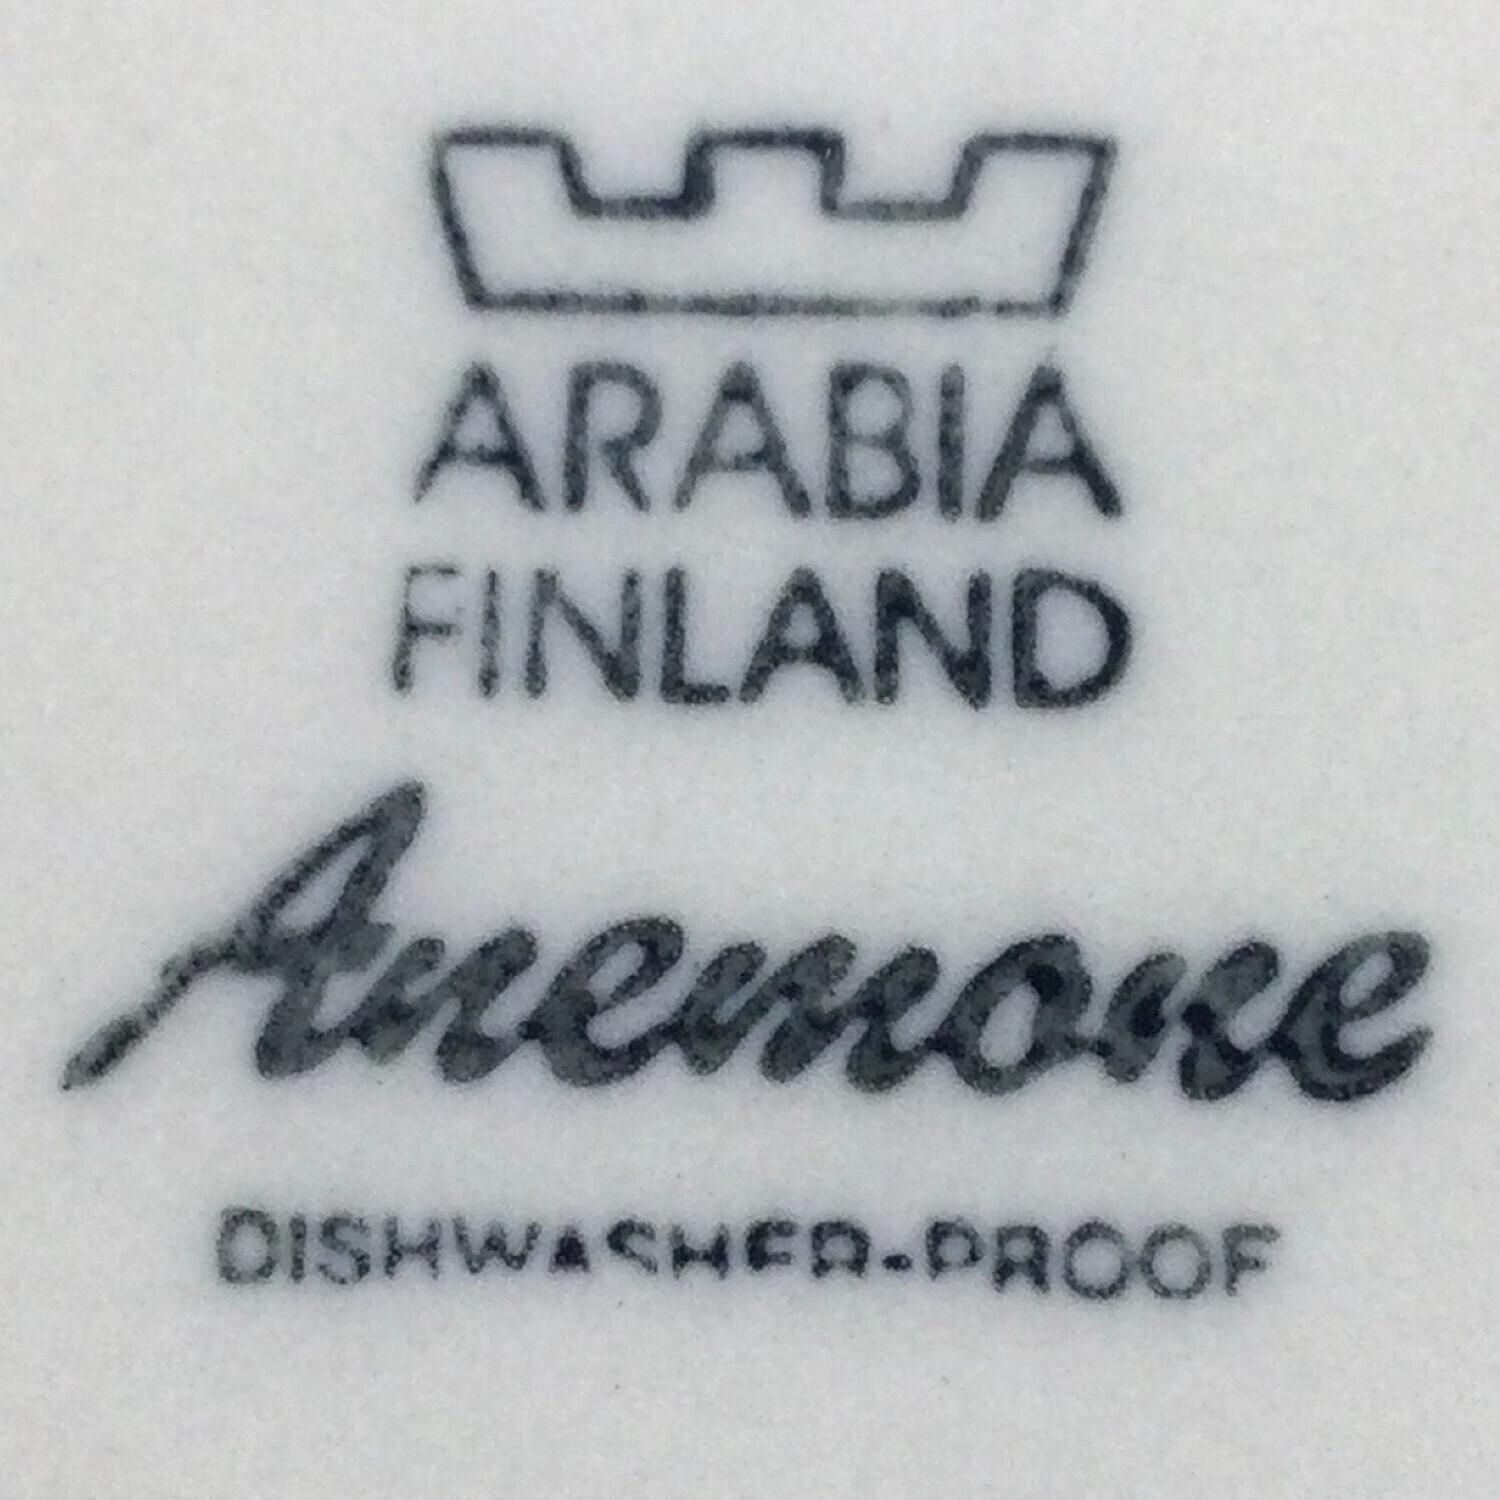 ARABIA
FINLAND
Anemone
DISHWASHER-PROOF